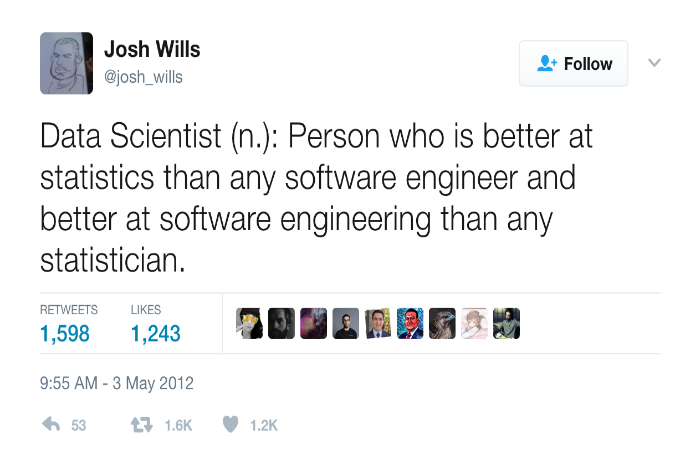 Josh Wills
@josh_wills
Follow
Data Scientist (n.): Person who is better at
statistics than any software engineer and
better at software engineering than any
statistician.
RETWEETS LIKES
1,598 1,243
9:55 AM - 3 May 2012
53 1.6K 1.2K